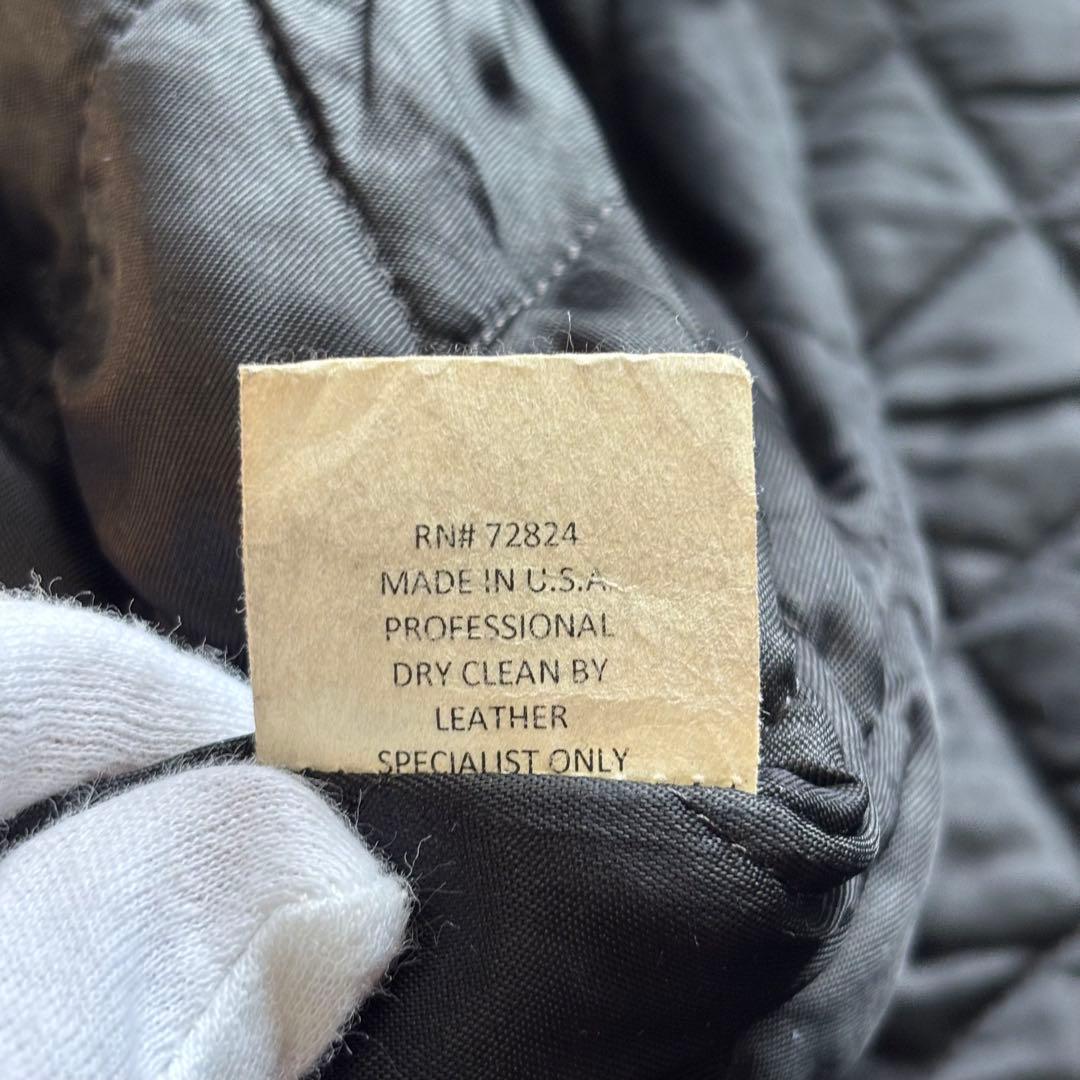 RN# 72824
MADE IN U.S.A.
PROFESSIONAL
DRY CLEAN BY
LEATHER
SPECIALIST ONLY